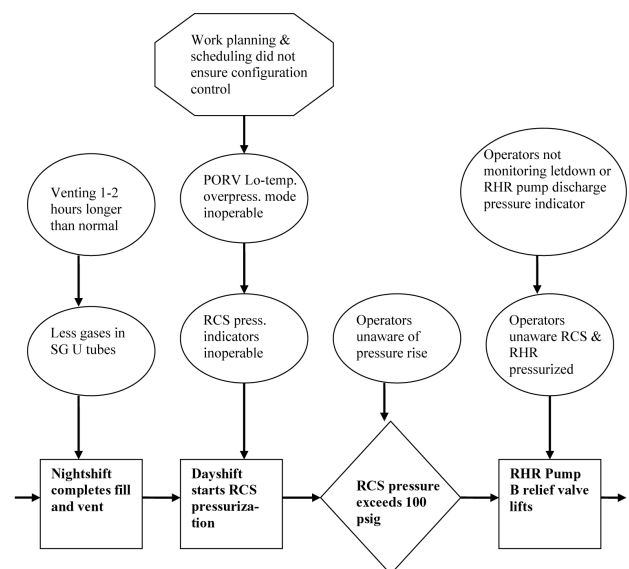 Work planning &
scheduling did not
ensure configuration
control
Venting 1-2
hours longer
than normal
PORV Lo-temp.
overpress. mode
inoperable
Operators not
monitoring letdown or
RHR pump discharge
pressure indicator
Less gases in
SG U tubes
RCS press.
indicators
inoperable
Operators
unaware of
pressure rise
Operators
unaware RCS &
RHR
pressurized
Nightshift
completes fill
and vent
Dayshift
starts RCS
pressuriza-
tion
RCS pressure
exceeds 100
psig
RHR Pump
B relief valve
lifts